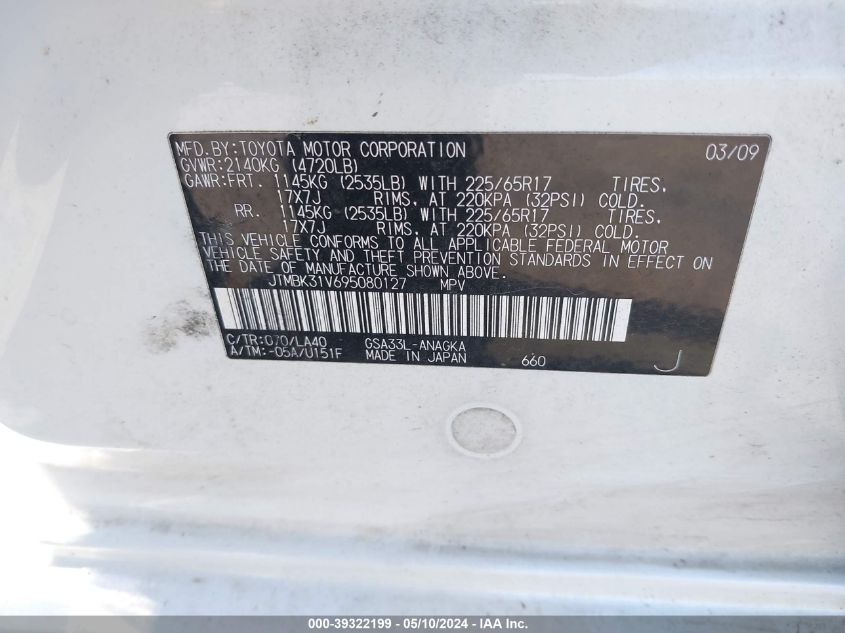 MFD.BY:TOYOTA MOTOR CORPORATION 03/09
GVWR:2140KG (4720LB)
GAWR:FRT. 1145KG (2535LB) WITH 225/65R17 TIRES,
17X7J RIMS, AT 220KPA (32PSI) COLD.
RR. 1145KG (2535LB) WITH 225/65R17 TIRES,
17X7J RIMS, AT 220KPA (32PSI) COLD.
THIS VEHICLE CONFORMS TO ALL APPLICABLE FEDERAL MOTOR
VEHICLE SAFETY AND THEFT PREVENTION STANDARDS IN EFFECT ON
THE DATE OF MANUFACTURE SHOWN ABOVE.
JTMBK31V695080127 MPV
C/TR:070/LA40 GSA33L-ANAGKA
A/TM:-05A/U151F MADE IN JAPAN 660 J
000-39322199 - 05/10/2024 - IAA Inc.